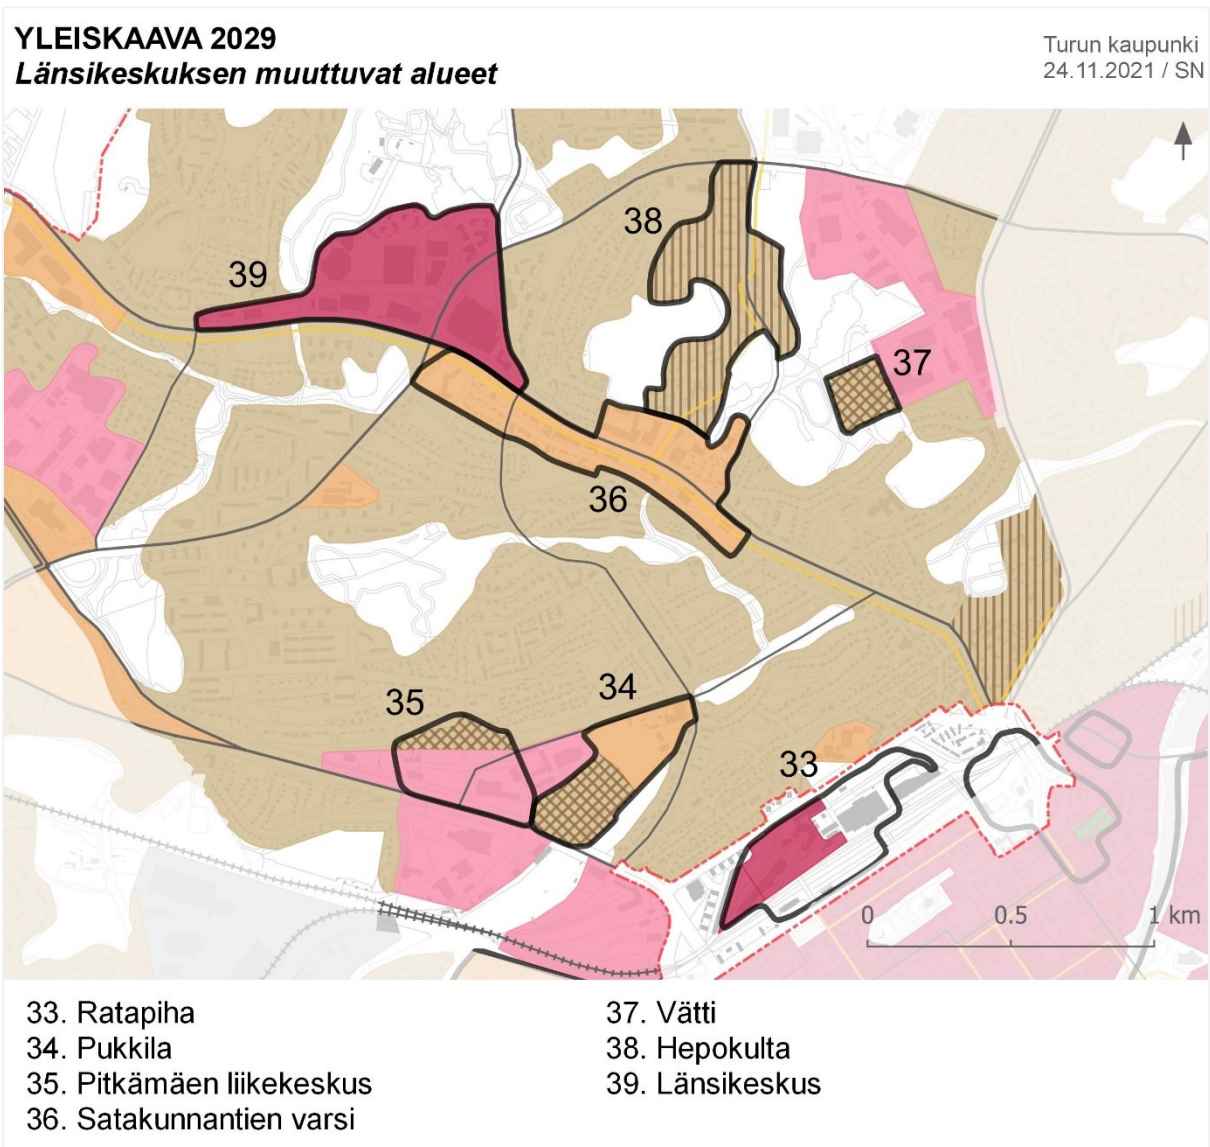 YLEISKAAVA 2029
Länsikeskuksen muuttuvat alueet
Turun kaupunki
24.11.2021 / SN
38
39
37
36
34
35
33
0 0.5 1 km
33. Ratapiha
34. Pukkila
35. Pitkämäen liikekeskus
36. Satakunnantien varsi
37. Vätti
38. Hepokulta
39. Länsikeskus